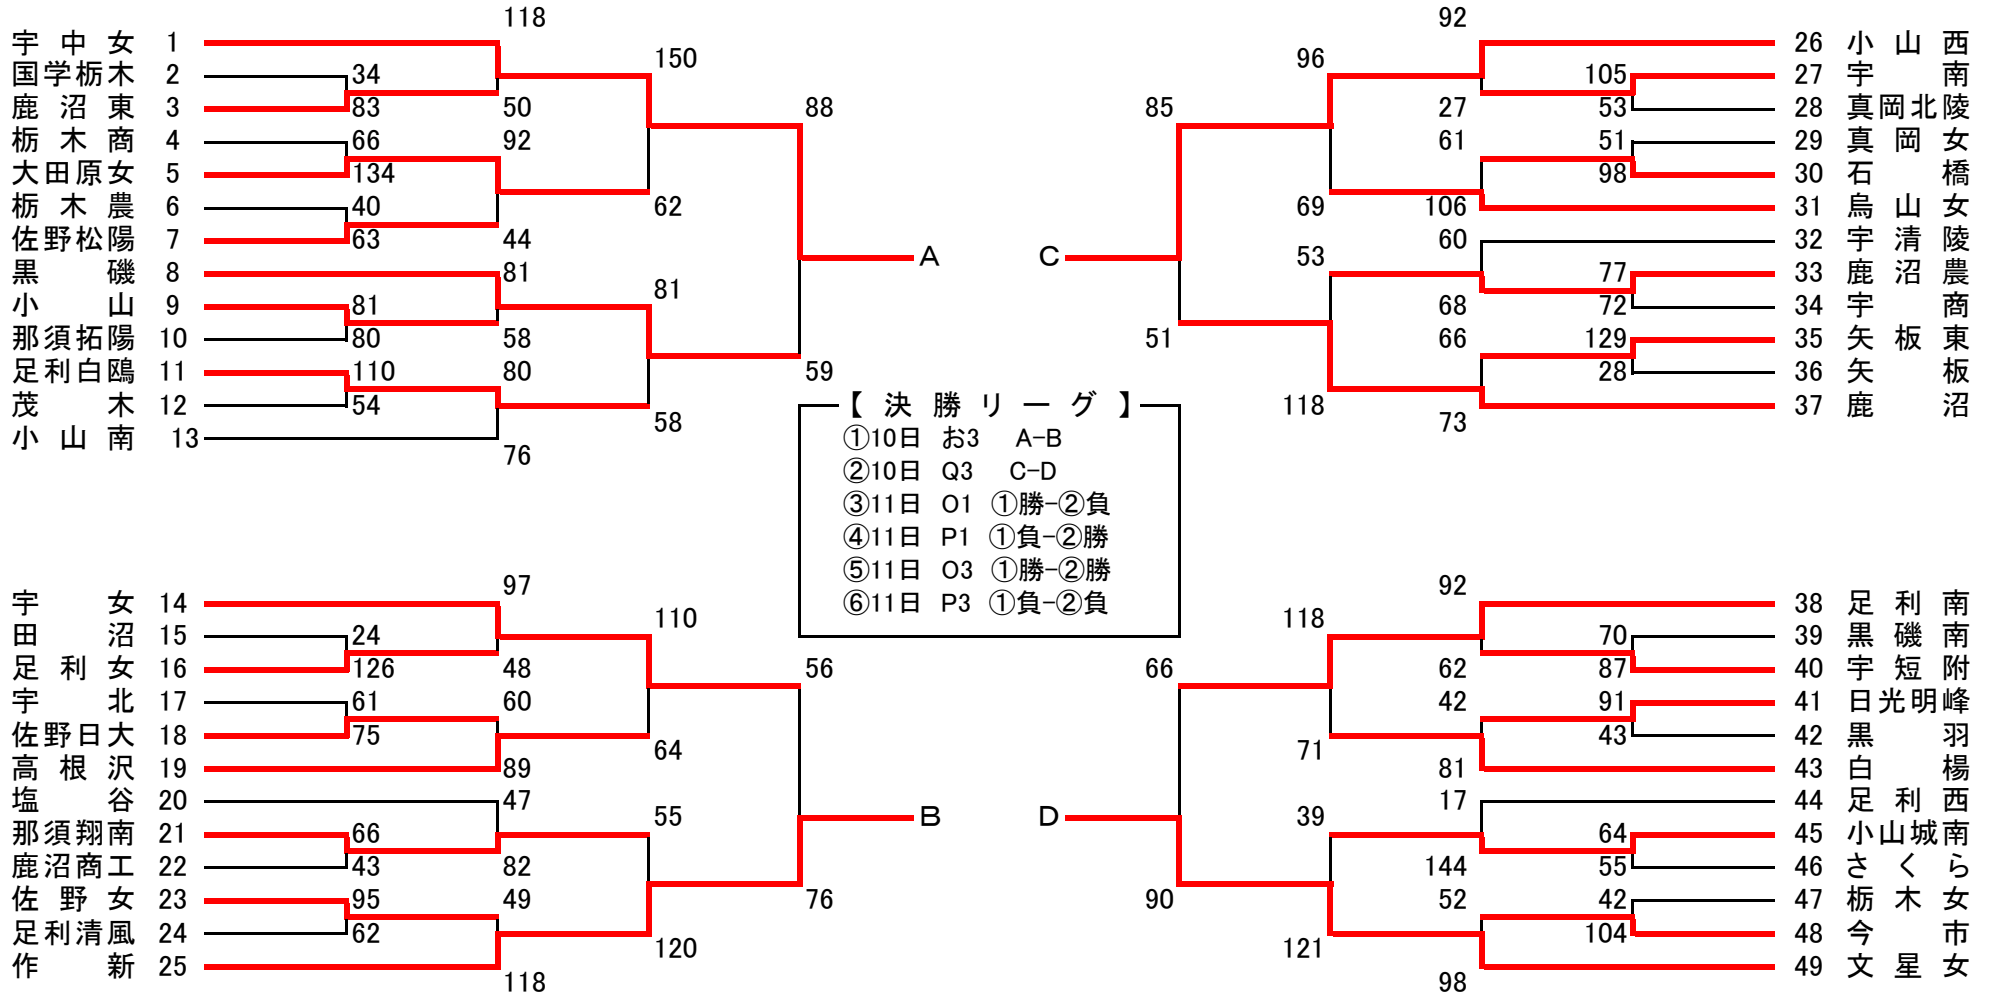 118
宇中女 1
150
国学栃木 2
34
鹿沼東 3
83
50
88
栃木商 4
66
92
大田原女 5
134
栃木農 6
40
62
佐野松陽 7
63
44
A
黒磯 8
81
小山 9
81
81
那須拓陽 10
80
58
足利白鴎 11
110
80
59
茂木 12
54
58
小山南 13
76
92
26 小山西
96
105
27 宇南
85
27
53
28 真岡北陵
61
51
29 真岡女
98
30 石橋
69
106
31 烏山女
60
32 宇清陵
C
53
77
33 鹿沼農
68
72
34 宇商
51
66
129
35 矢板東
28
36 矢板
118
73
37 鹿沼
【決勝リーグ】
①10日 お3 A-B
②10日 Q3 C-D
③11日 O1 ①勝-②負
④11日 P1 ①負-②勝
⑤11日 O3 ①勝-②勝
⑥11日 P3 ①負-②負
97
宇女 14
110
田沼 15
24
足利女 16
126
48
56
宇北 17
61
60
佐野日大 18
75
64
高根沢 19
89
塩谷 20
47
B
55
那須翔南 21
66
鹿沼商工 22
43
82
佐野女 23
95
49
76
足利清風 24
62
120
作新 25
118
92
38 足利南
118
70
39 黒磯南
66
62
87
40 宇短附
42
91
41 日光明峰
71
43
42 黒羽
81
43 白楊
17
44 足利西
D
39
64
45 小山城南
144
55
46 さくら
90
52
42
47 栃木女
121
104
48 今市
98
49 文星女